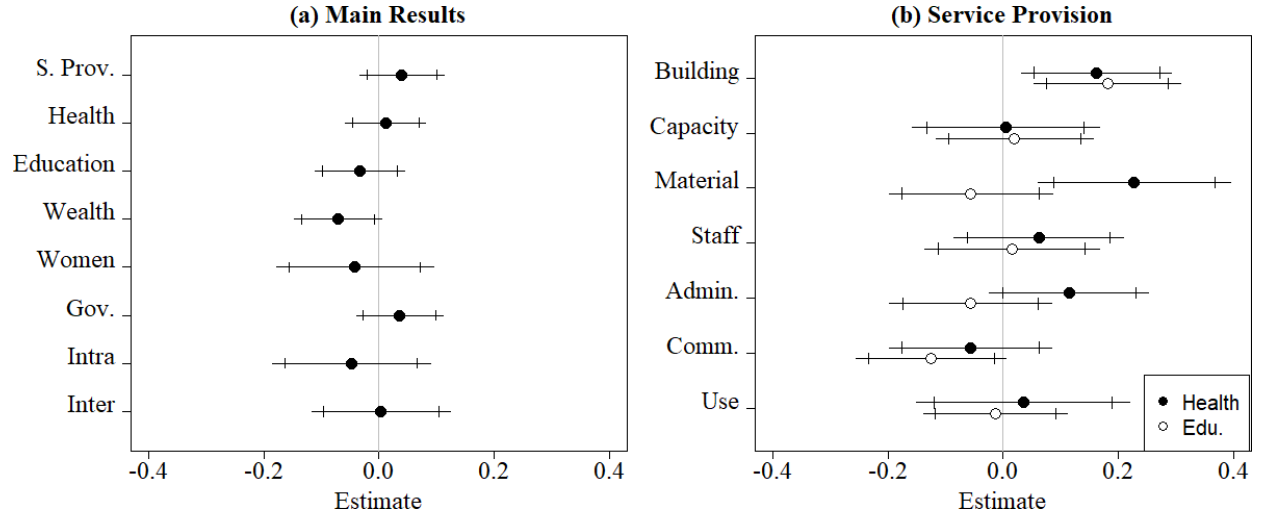 (a) Main Results
S. Prov.
Health
Education
Wealth
Women
Gov.
Intra
Inter
-0.4 -0.2 0.0 0.2 0.4
Estimate
(b) Service Provision
Building
Capacity
Material
Staff
Admin.
Comm.
Use
Health
Edu.
-0.4 -0.2 0.0 0.2 0.4
Estimate